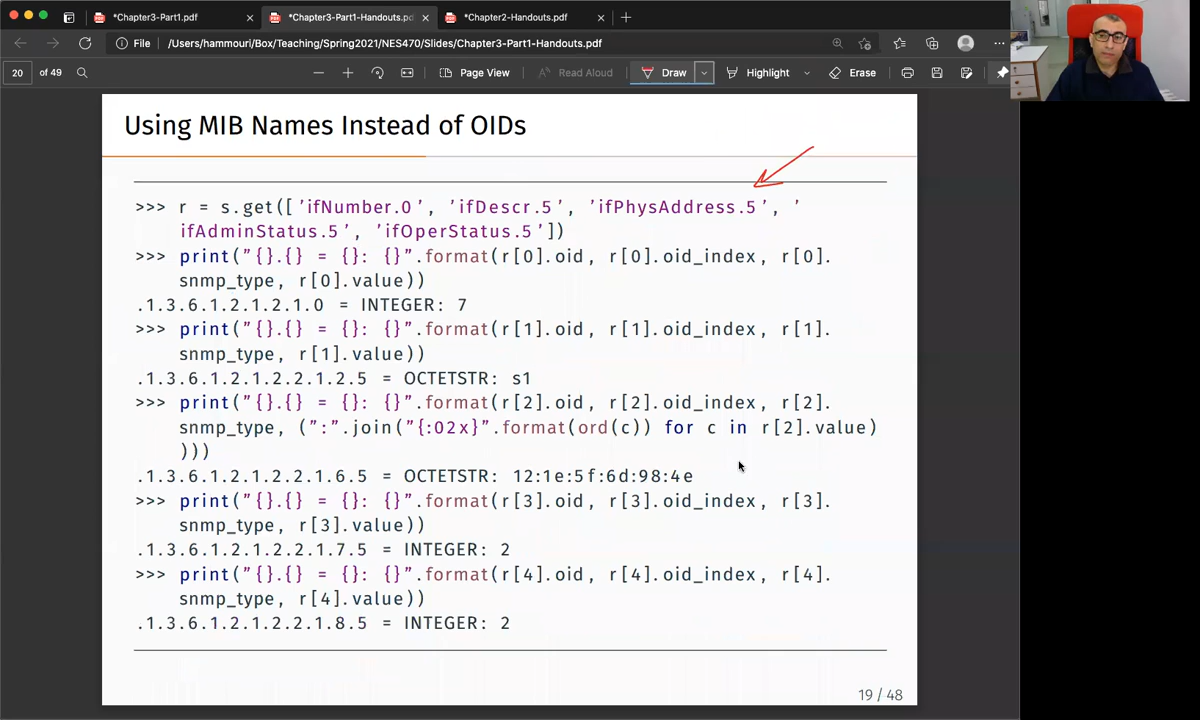 *Chapter3-Part1.pdf
*Chapter3-Part1-Handouts.pd
*Chapter2-Handouts.pdf
File
/Users/hammouri/Box/Teaching/Spring2021/NES470/Slides/Chapter3-Part1-Handouts.pdf
20 of 49
Page View
Read Aloud
Draw
Highlight
Erase
Using MIB Names Instead of OIDs
>>> r = s.get(['ifNumber.0', 'ifDescr.5', 'ifPhysAddress.5', '
ifAdminStatus.5', 'ifOperStatus.5'])
>>> print("{}.{} = {}: {}".format(r[0].oid, r[0].oid_index, r[0].
snmp_type, r[0].value))
.1.3.6.1.2.1.2.1.0 = INTEGER: 7
>>> print("{}.{} = {}: {}".format(r[1].oid, r[1].oid_index, r[1].
snmp_type, r[1].value))
.1.3.6.1.2.1.2.2.1.2.5 = OCTETSTR: s1
>>> print("{}.{} = {}: {}".format(r[2].oid, r[2].oid_index, r[2].
snmp_type, (":".join("{:02x}".format(ord(c)) for c in r[2].value)
)))
.1.3.6.1.2.1.2.2.1.6.5 = OCTETSTR: 12:1e:5f:6d:98:4e
>>> print("{}.{} = {}: {}".format(r[3].oid, r[3].oid_index, r[3].
snmp_type, r[3].value))
.1.3.6.1.2.1.2.2.1.7.5 = INTEGER: 2
>>> print("{}.{} = {}: {}".format(r[4].oid, r[4].oid_index, r[4].
snmp_type, r[4].value))
.1.3.6.1.2.1.2.2.1.8.5 = INTEGER: 2
19 / 48